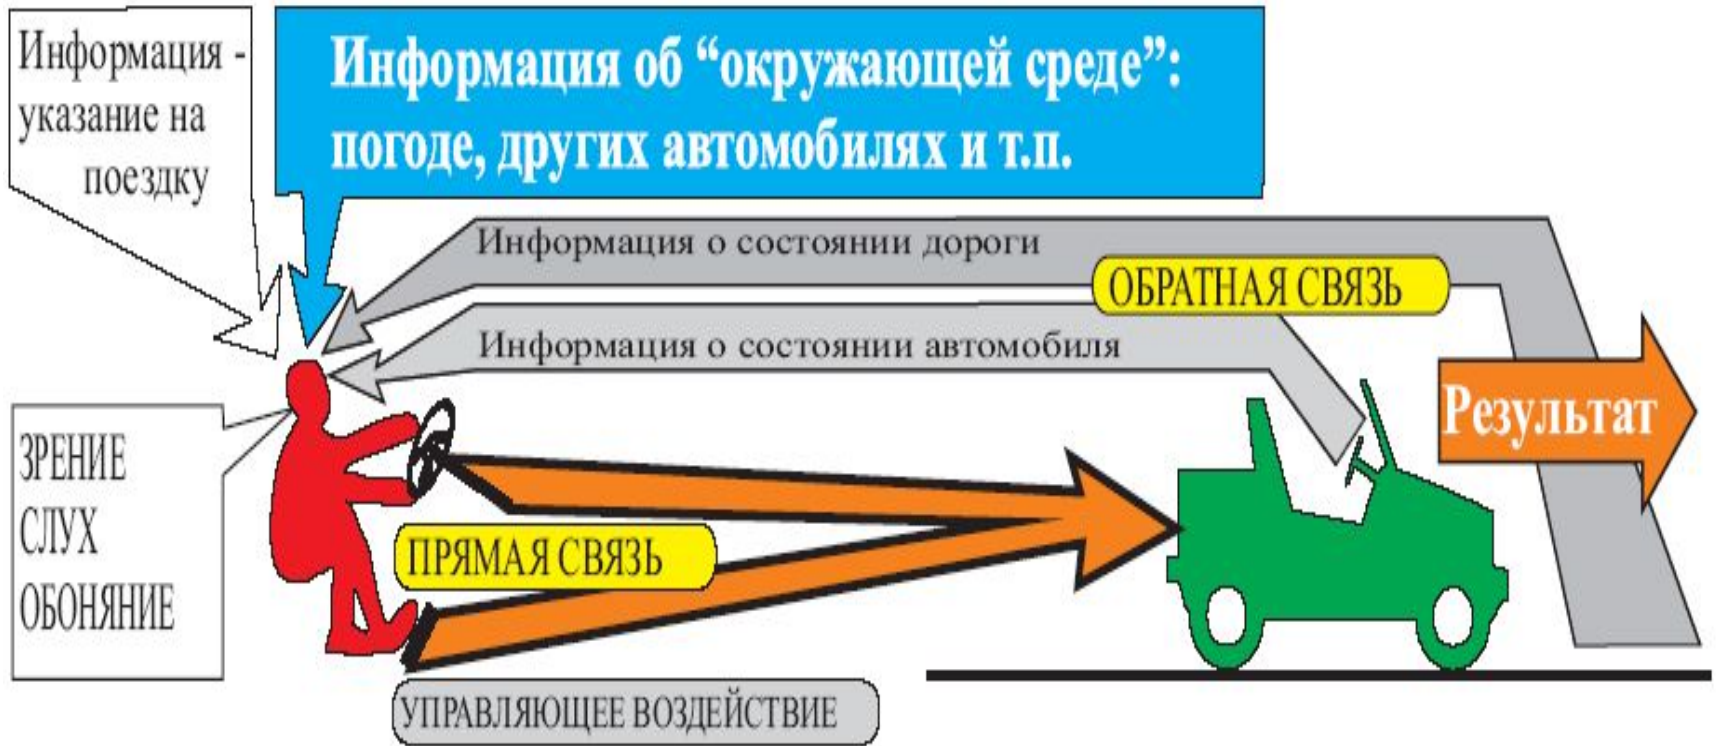 Информация -
указание на
поездку
Информация об “окружающей среде”:
погоде, других автомобилях и т.п.
Информация о состоянии дороги
ОБРАТНАЯ СВЯЗЬ
Информация о состоянии автомобиля
Результат
ЗРЕНИЕ
СЛУХ
ОБОНЯНИЕ
ПРЯМАЯ СВЯЗЬ
УПРАВЛЯЮЩЕЕ ВОЗДЕЙСТВИЕ